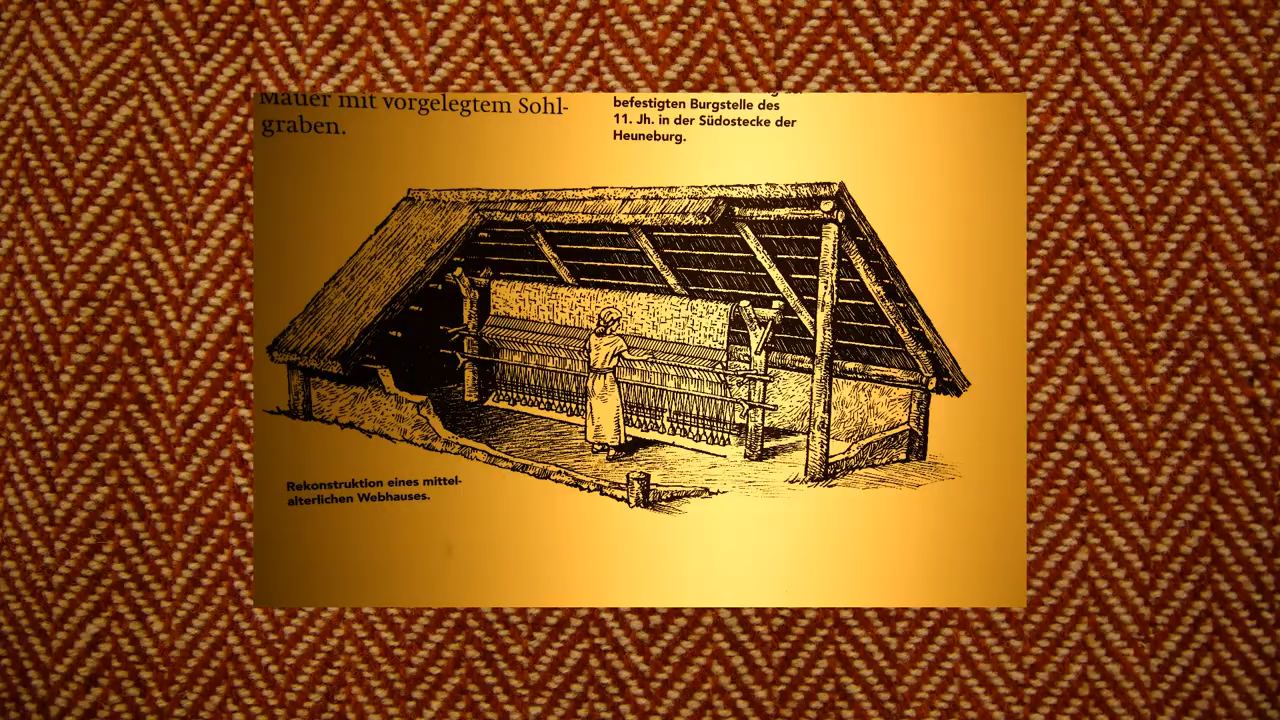 Mauer mit vorgelegtem Sohl-
graben.
befestigten Burgstelle des
11. Jh. in der Südostecke der
Heuneburg.
Rekonstruktion eines mittel-
alterlichen Webhauses.